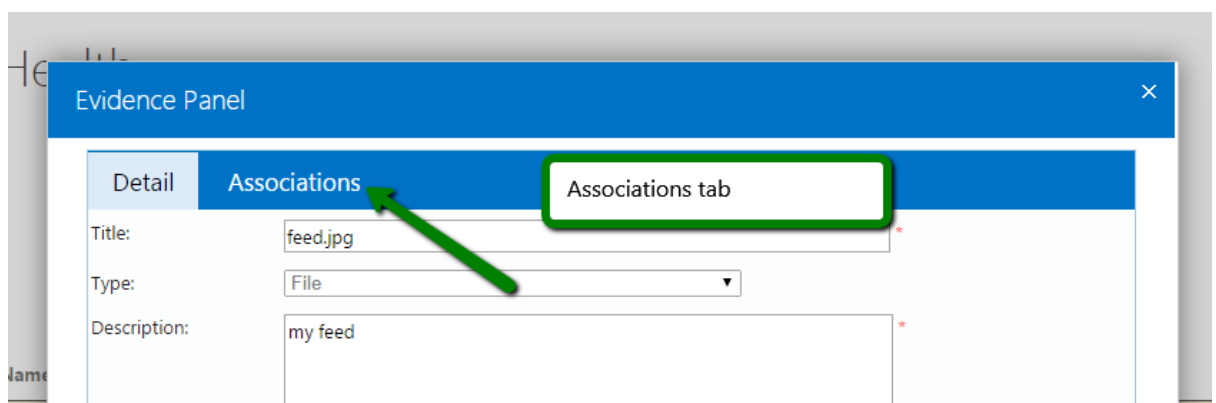 Evidence Panel ×
Detail Associations
Associations tab
Title: feed.jpg *
Type: File
Description: my feed *